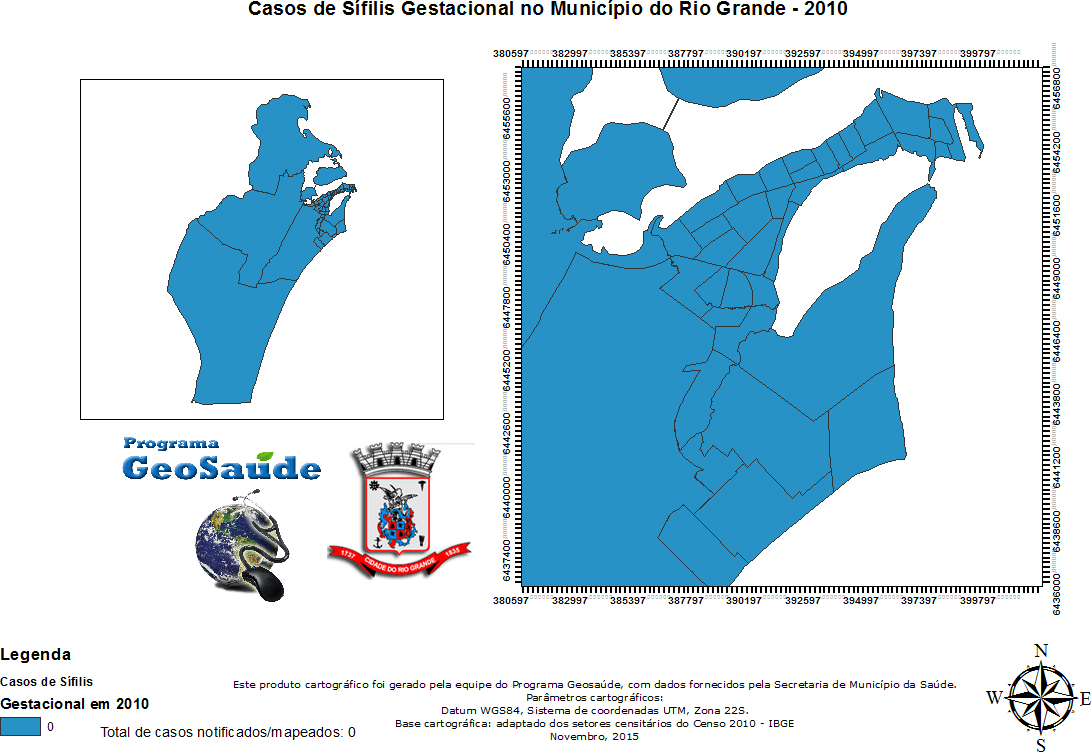 Casos de Sífilis Gestacional no Município do Rio Grande - 2010
380597 382997 385397 387797 390197 392597 394997 397397 399797
6455600
6453000
6450400
6447800
6445200
6442600
6440000
6437400
6456800
6454200
6451600
6449000
6446400
6443800
6441200
6438600
6436000
380597 382997 385397 387797 390197 392597 394997 397397 399797
Programa
GeoSaúde
1737 CIDADE DO RIO GRANDE 1835
Legenda
Casos de Sífilis
Gestacional em 2010
0
Total de casos notificados/mapeados: 0
Este produto cartográfico foi gerado pela equipe do Programa Geosaúde, com dados fornecidos pela Secretaria de Município da Saúde.
Parâmetros cartográficos:
Datum WGS84, Sistema de coordenadas UTM, Zona 22S.
Base cartográfica: adaptado dos setores censitários do Censo 2010 - IBGE
Novembro, 2015
N
W E
S